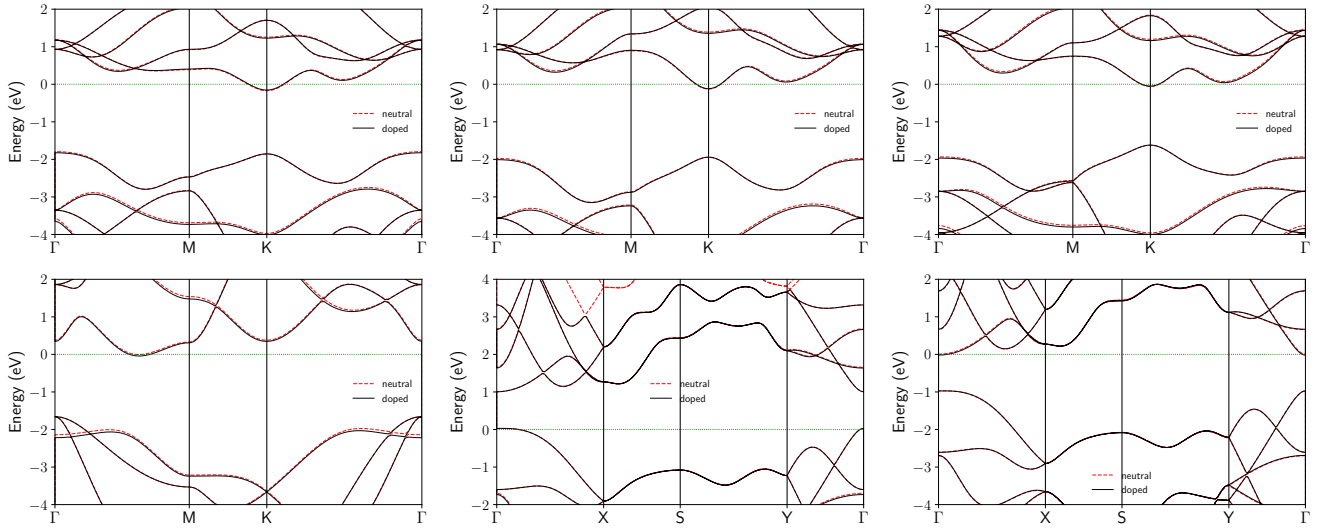 2
1
0
−1
−2
−3
−4
Energy (eV)
neutral
doped
Γ
M
K
Γ
2
1
0
−1
−2
−3
−4
Energy (eV)
neutral
doped
Γ
M
K
Γ
2
1
0
−1
−2
−3
−4
Energy (eV)
neutral
doped
Γ
M
K
Γ
2
1
0
−1
−2
−3
−4
Energy (eV)
neutral
doped
Γ
M
K
Γ
4
3
2
1
0
−1
−2
Energy (eV)
neutral
doped
Γ
X
S
Y
Γ
2
1
0
−1
−2
−3
−4
Energy (eV)
neutral
doped
Γ
X
S
Y
Γ